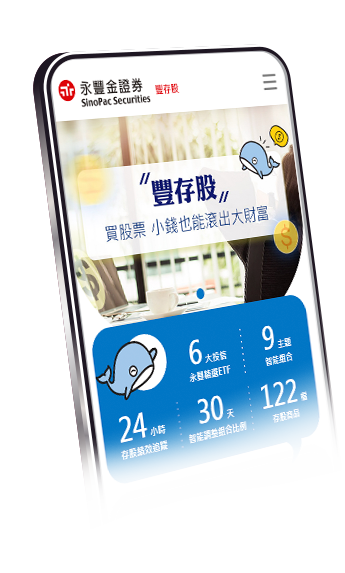 永豐金證券 豐存股
SinoPac Securities
"豐存股"
買股票 小錢也能滾出大財富
6 大投信
永豐精選ETF
9 主題
智能組合
24 小時
存股績效追蹤
30 天
智能調整組合比例
122 檔
存股商品